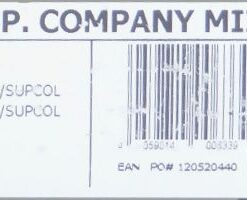 P. COMPANY MI
/SUPCOL
/SUPCOL
EAN PO# 120520440